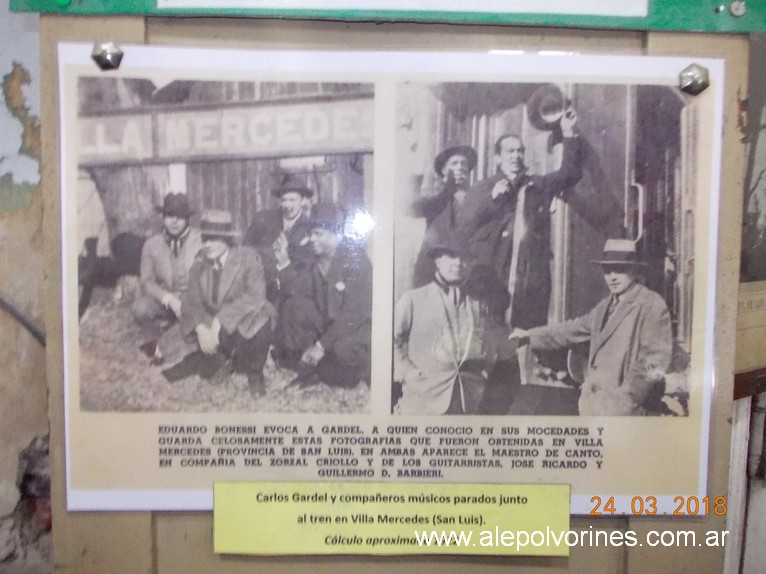 LLA MERCEDES
EDUARDO BONESSI EVOCA A GARDEL, A QUIEN CONOCIO EN SUS MOCEDADES Y
GUARDA CELOSAMENTE ESTAS FOTOGRAFIAS QUE FUERON OBTENIDAS EN VILLA
MERCEDES (PROVINCIA DE SAN LUIS). EN AMBAS APARECE EL MAESTRO DE CANTO,
EN COMPAÑIA DEL ZORZAL CRIOLLO Y DE LOS GUITARRISTAS, JOSE RICARDO Y
GUILLERMO D. BARBIERI.
Carlos Gardel y compañeros músicos parados junto
al tren en Villa Mercedes (San Luis).
Cálculo
24.03.2018
www.alepolvorines.com.ar